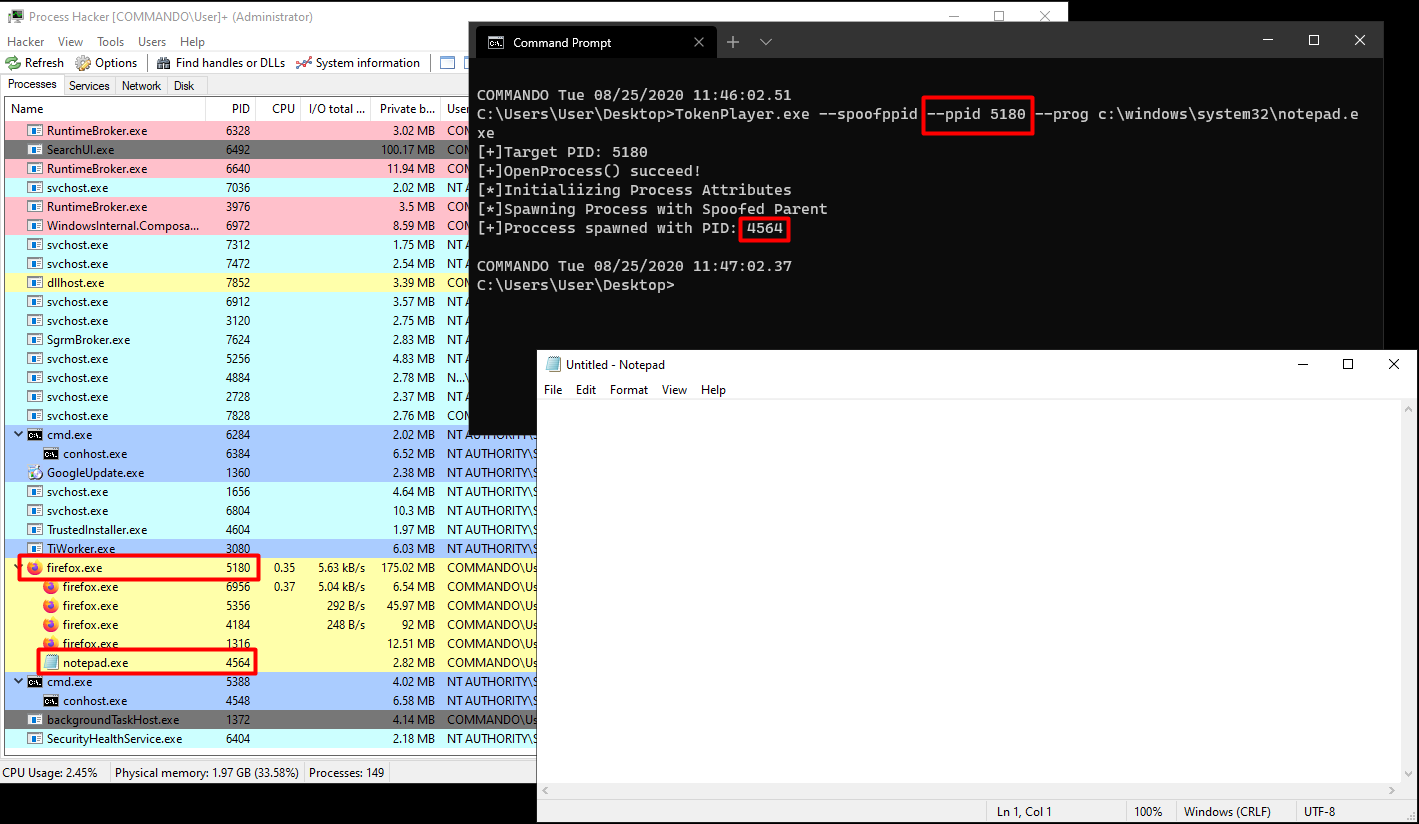 Process Hacker [COMMANDO\User]+ (Administrator)
Hacker View Tools Users Help
Refresh Options Find handles or DLLs System information
Processes Services Network Disk
Name PID CPU I/O total ... Private b... User
RuntimeBroker.exe 6328 3.02 MB COM
SearchUI.exe 6492 100.17 MB COM
RuntimeBroker.exe 6640 11.94 MB COM
svchost.exe 7036 2.02 MB NT A
RuntimeBroker.exe 3976 3.5 MB COM
WindowsInternal.Composa... 6972 8.59 MB COM
svchost.exe 7312 1.75 MB NT A
svchost.exe 7472 2.54 MB NT A
dllhost.exe 7852 3.39 MB COM
svchost.exe 6912 3.57 MB NT A
svchost.exe 3120 2.75 MB NT A
SgrmBroker.exe 7624 2.83 MB NT A
svchost.exe 5256 4.83 MB NT A
svchost.exe 4884 2.78 MB N...\
svchost.exe 2728 2.37 MB NT A
svchost.exe 7828 2.76 MB COM
cmd.exe 6284 2.02 MB NT AUTHORITY\S
conhost.exe 6384 6.52 MB NT AUTHORITY\S
GoogleUpdate.exe 1360 2.38 MB NT AUTHORITY\S
svchost.exe 1656 4.64 MB NT AUTHORITY\S
svchost.exe 6804 10.3 MB NT AUTHORITY\S
TrustedInstaller.exe 4604 1.97 MB NT AUTHORITY\S
TiWorker.exe 3080 6.03 MB NT AUTHORITY\S
firefox.exe 5180 0.35 5.63 kB/s 175.02 MB COMMANDO\Us
firefox.exe 6956 0.37 5.04 kB/s 6.54 MB COMMANDO\Us
firefox.exe 5356 292 B/s 45.97 MB COMMANDO\Us
firefox.exe 4184 248 B/s 92 MB COMMANDO\Us
firefox.exe 1316 12.51 MB COMMANDO\Us
notepad.exe 4564 2.82 MB COMMANDO\Us
cmd.exe 5388 4.02 MB NT AUTHORITY\S
conhost.exe 4548 6.58 MB NT AUTHORITY\S
backgroundTaskHost.exe 1372 4.14 MB COMMANDO\Us
SecurityHealthService.exe 6404 2.18 MB NT AUTHORITY\S
CPU Usage: 2.45% Physical memory: 1.97 GB (33.58%) Processes: 149
Command Prompt
COMMANDO Tue 08/25/2020 11:46:02.51
C:\Users\User\Desktop>TokenPlayer.exe --spoofppid --ppid 5180 --prog c:\windows\system32\notepad.e
xe
[+]Target PID: 5180
[+]OpenProcess() succeed!
[*]Initialiizing Process Attributes
[*]Spawning Process with Spoofed Parent
[+]Proccess spawned with PID: 4564
COMMANDO Tue 08/25/2020 11:47:02.37
C:\Users\User\Desktop>
Untitled - Notepad
File Edit Format View Help
Ln 1, Col 1 100% Windows (CRLF) UTF-8